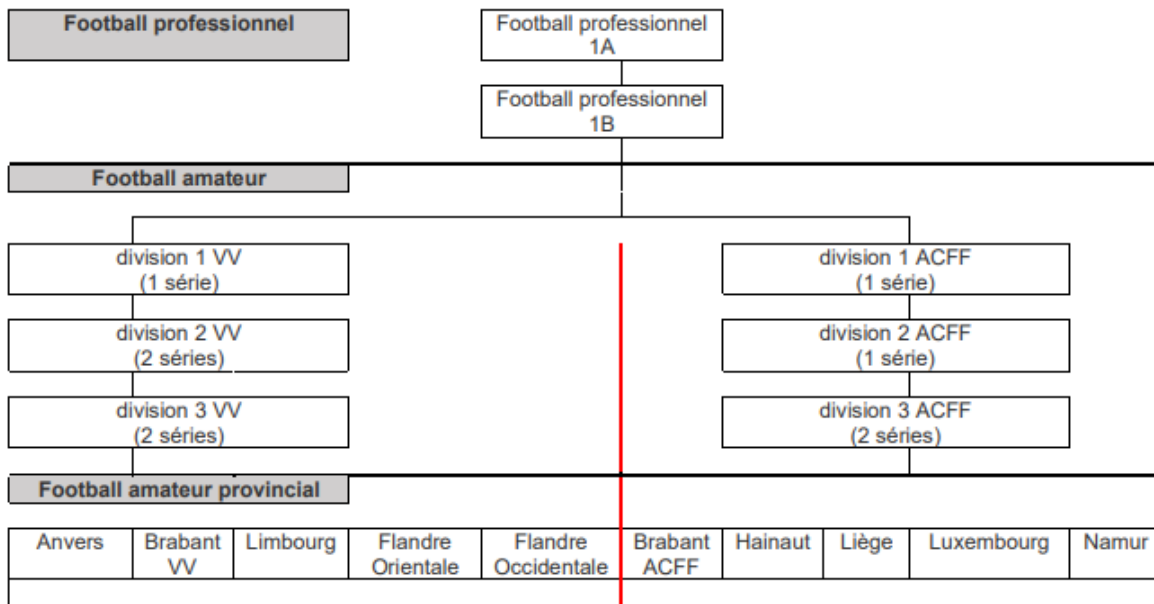 Football professionnel
Football professionnel
1A
Football professionnel
1B
Football amateur
division 1 VV
(1 série)
division 1 ACFF
(1 série)
division 2 VV
(2 séries)
division 2 ACFF
(1 série)
division 3 VV
(2 séries)
division 3 ACFF
(2 séries)
Football amateur provincial
Anvers
Brabant
VV
Limbourg
Flandre
Orientale
Flandre
Occidentale
Brabant
ACFF
Hainaut
Liège
Luxembourg
Namur